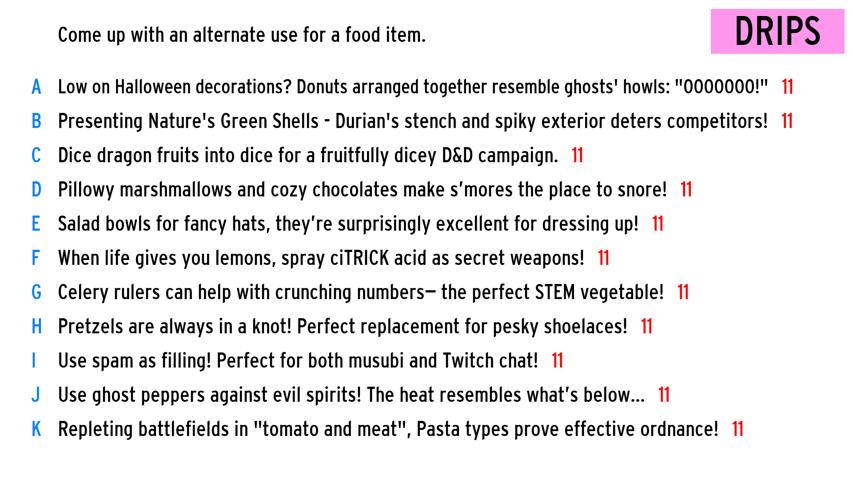 Come up with an alternate use for a food item.
DRIPS
A Low on Halloween decorations? Donuts arranged together resemble ghosts' howls: "OOOOOOO!" 11
B Presenting Nature's Green Shells - Durian's stench and spiky exterior deters competitors! 11
C Dice dragon fruits into dice for a fruitfully dicey D&D campaign. 11
D Pillowy marshmallows and cozy chocolates make s’mores the place to snore! 11
E Salad bowls for fancy hats, they’re surprisingly excellent for dressing up! 11
F When life gives you lemons, spray ciTRICK acid as secret weapons! 11
G Celery rulers can help with crunching numbers— the perfect STEM vegetable! 11
H Pretzels are always in a knot! Perfect replacement for pesky shoelaces! 11
I Use spam as filling! Perfect for both musubi and Twitch chat! 11
J Use ghost peppers against evil spirits! The heat resembles what’s below... 11
K Repleting battlefields in "tomato and meat", Pasta types prove effective ordnance! 11